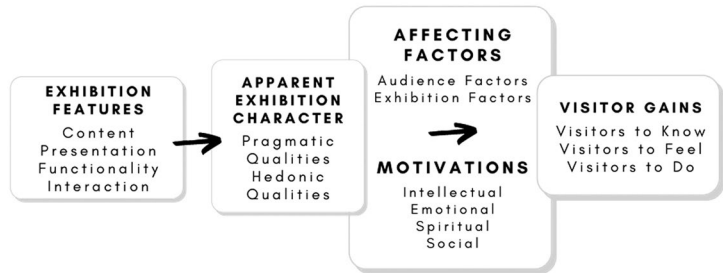 EXHIBITION
FEATURES
Content
Presentation
Functionality
Interaction
APPARENT
EXHIBITION
CHARACTER
Pragmatic
Qualities
Hedonic
Qualities
AFFECTING
FACTORS
Audience Factors
Exhibition Factors
MOTIVATIONS
Intellectual
Emotional
Spiritual
Social
VISITOR GAINS
Visitors to Know
Visitors to Feel
Visitors to Do